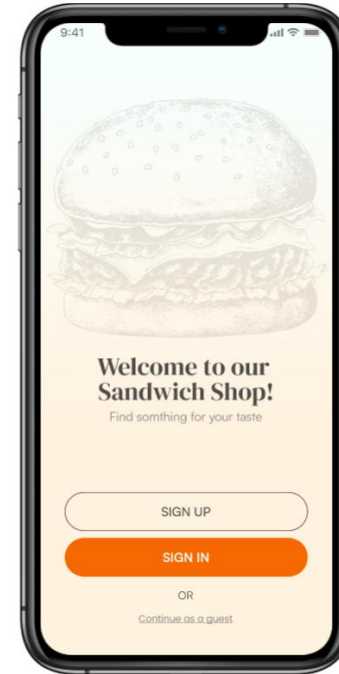 9:41
Welcome to our
Sandwich Shop!
Find somthing for your taste
SIGN UP
SIGN IN
OR
Continue as a guest